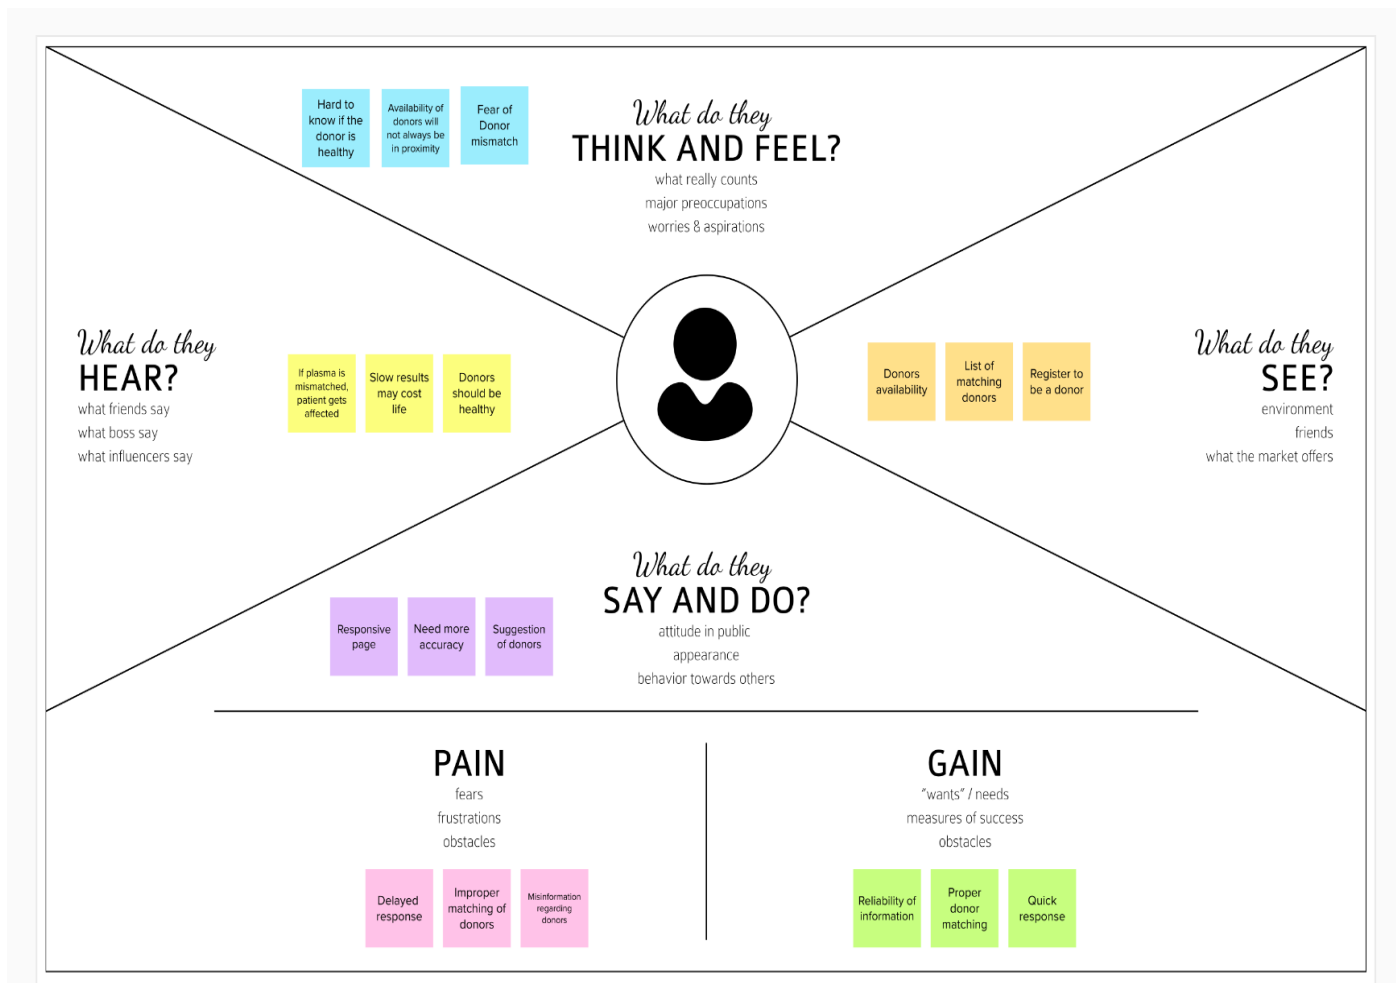 Hard to
know if the
donor is
healthy
Availability of
donors will
not always be
in proximity
Fear of
Donor
mismatch
What do they
THINK AND FEEL?
what really counts
major preoccupations
worries & aspirations
What do they
HEAR?
what friends say
what boss say
what influencers say
If plasma is
mismatched,
patient gets
affected
Slow results
may cost
life
Donors
should be
healthy
Donors
availability
List of
matching
donors
Register to
be a donor
What do they
SEE?
environment
friends
what the market offers
What do they
SAY AND DO?
attitude in public
appearance
behavior towards others
Responsive
page
Need more
accuracy
Suggestion
of donors
PAIN
fears
frustrations
obstacles
Delayed
response
Improper
matching of
donors
Misinformation
regarding
donors
GAIN
"wants" / needs
measures of success
obstacles
Reliability of
information
Proper
donor
matching
Quick
response